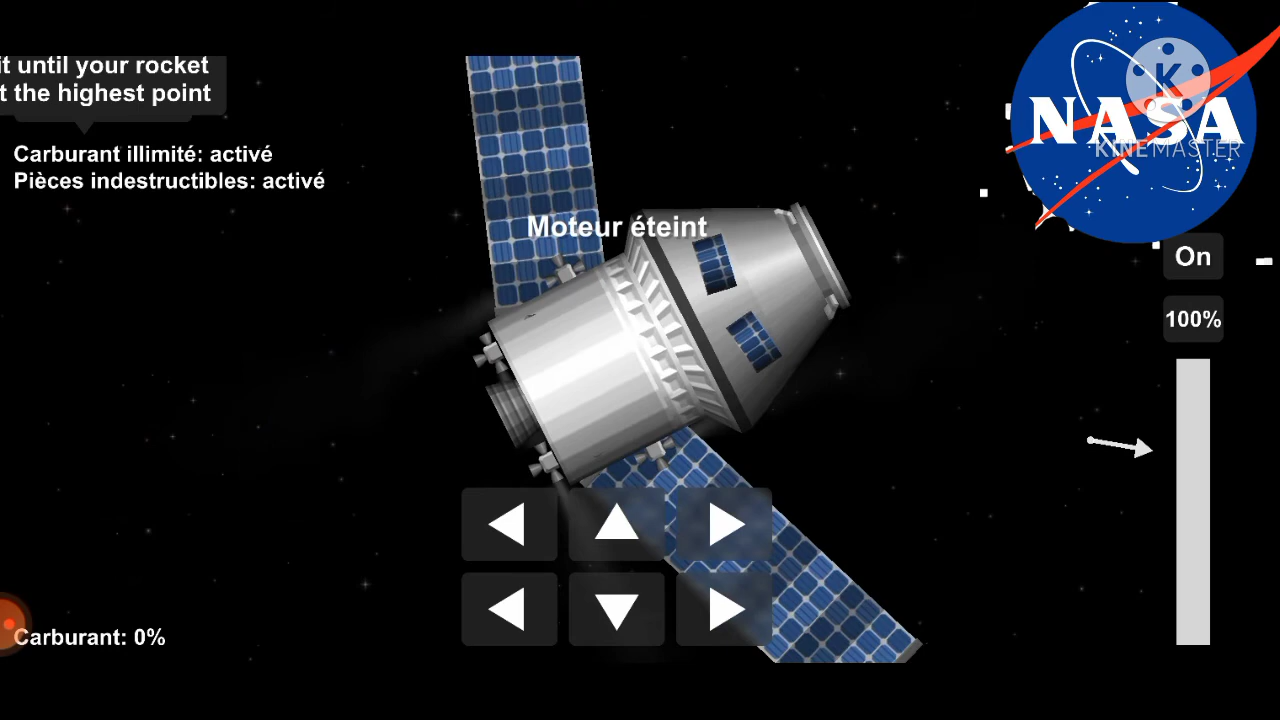 it until your rocket
t the highest point
Carburant illimité: activé
Pièces indestructibles: activé
Moteur éteint
NASA
K
KINEMASTER
On
100%
Carburant: 0%